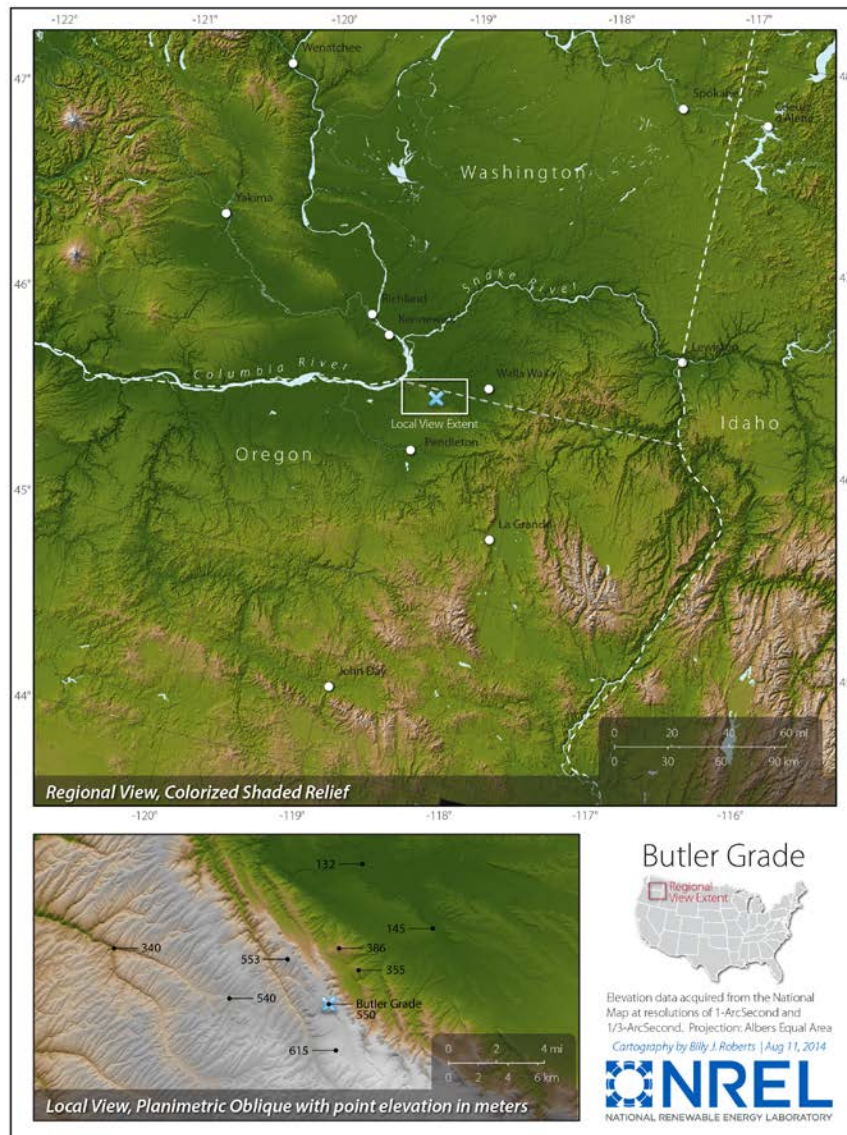 -122° -121° -120° -119° -118° -117°
47°
46°
45°
44°
Wenatchee
Spokane
Coeur
d'Alene
Washington
Yakima
Snake River
Richland
Kennewick
Lewiston
Columbia River
Walla Walla
Local View Extent
Idaho
Pendleton
Oregon
La Grande
John Day
0 20 40 60 mi
0 30 60 90 km
Regional View, Colorized Shaded Relief
-120° -119° -118° -117° -116°
132
145
340
386
553
355
540
Butler Grade
550
615
0 2 4 mi
0 2 4 6 km
Local View, Planimetric Oblique with point elevation in meters
Butler Grade
Regional
View Extent
Elevation data acquired from the National
Map at resolutions of 1-ArcSecond and
1/3-ArcSecond. Projection: Albers Equal Area
Cartography by Billy J. Roberts | Aug 11, 2014
NREL
NATIONAL RENEWABLE ENERGY LABORATORY